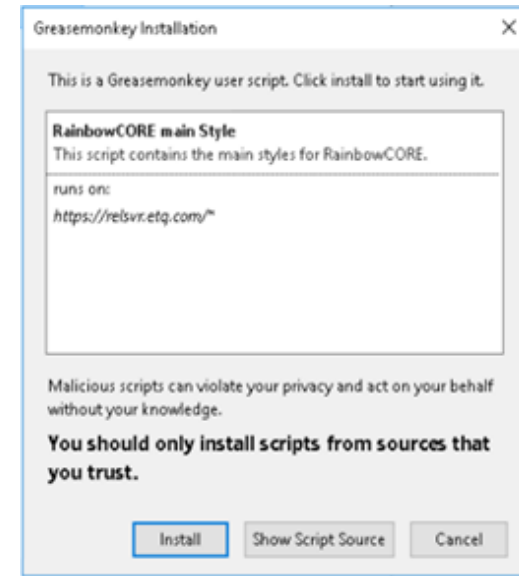 Greasemonkey Installation
This is a Greasemonkey user script. Click install to start using it.
RainbowCORE main Style
This script contains the main styles for RainbowCORE.
runs on:
https://relsvr.etq.com/*
Malicious scripts can violate your privacy and act on your behalf
without your knowledge.
You should only install scripts from sources that
you trust.
Install
Show Script Source
Cancel